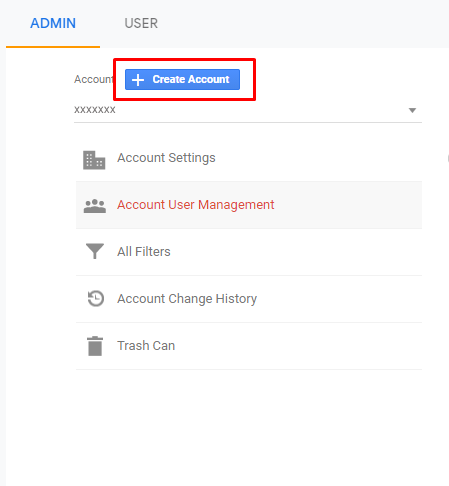 ADMIN USER
Account + Create Account
xxxxxxx
Account Settings
Account User Management
All Filters
Account Change History
Trash Can